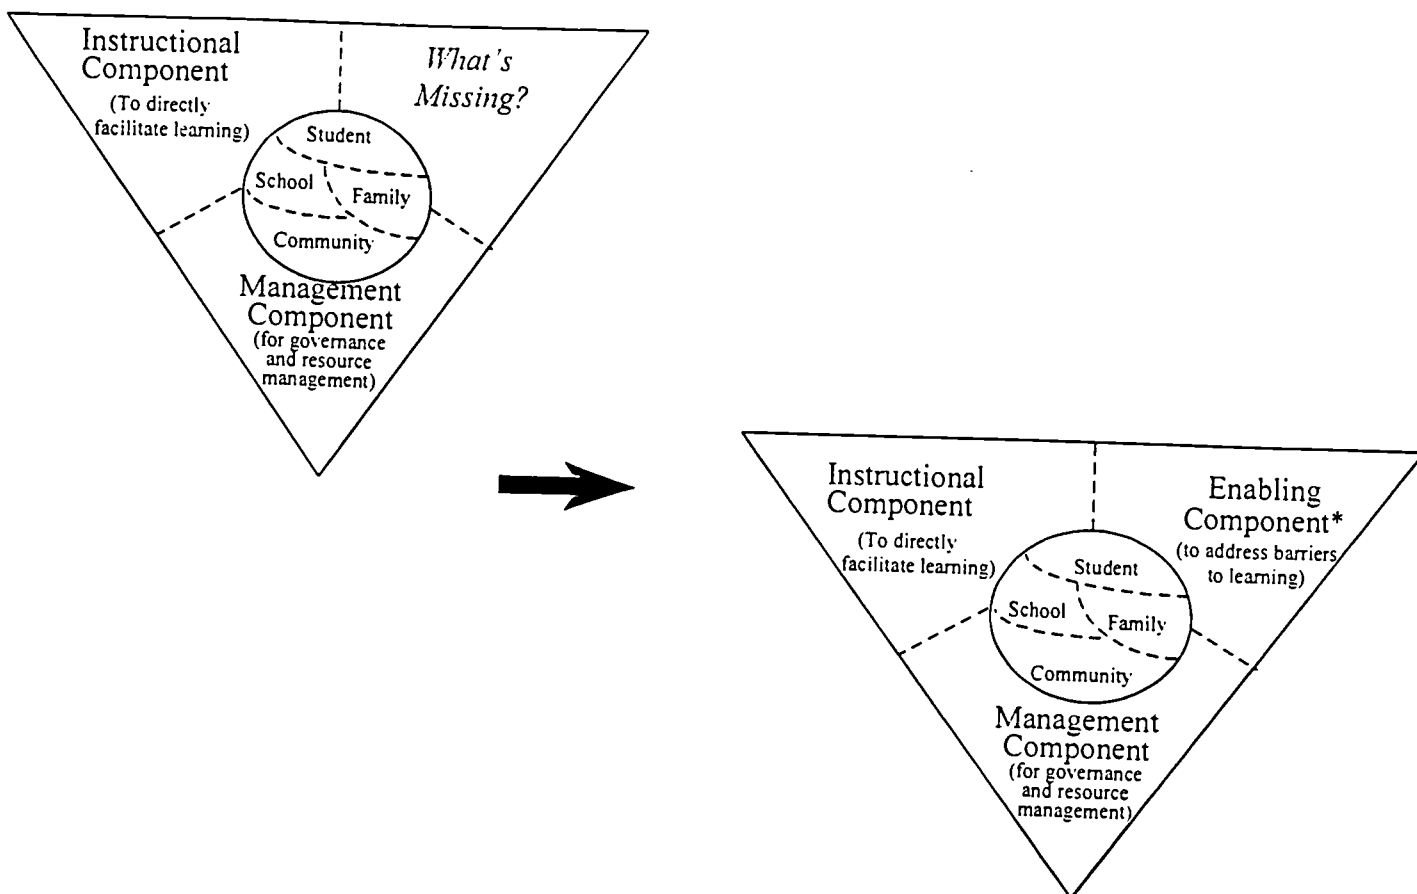 Instructional
Component
(To directly
facilitate learning)
What's
Missing?
Student
School
Family
Community
Management
Component
(for governance
and resource
management)
Instructional
Component
(To directly
facilitate learning)
Enabling
Component*
(to address barriers
to learning)
Student
School
Family
Community
Management
Component
(for governance
and resource
management)